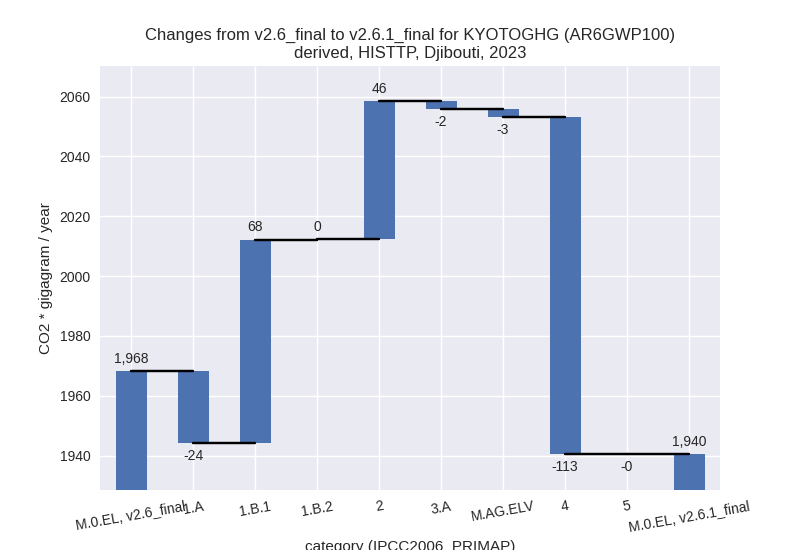 Changes from v2.6_final to v2.6.1_final for KYOTOGHG (AR6GWP100)
derived, HISTTP, Djibouti, 2023
CO2 * gigagram / year
2060
2040
2020
2000
1980
1960
1940
1,968
-24
68
0
46
-2
-3
-113
-0
1,940
M.0.EL, v2.6_final
1.A
1.B.1
1.B.2
2
3.A
M.AG.ELV
4
5
M.0.EL, v2.6.1_final
category (IPCC2006_PRIMAP)